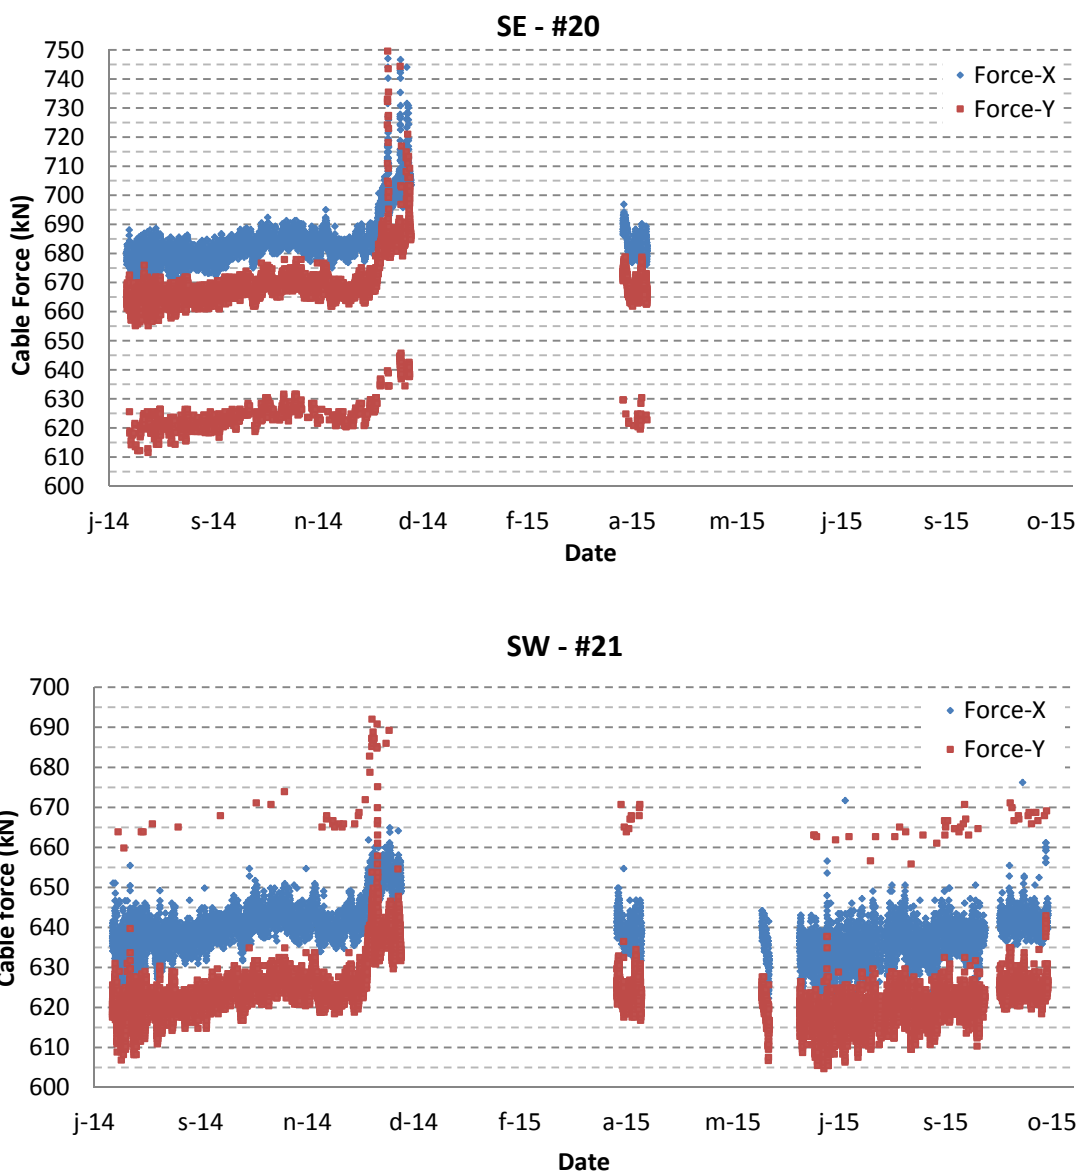 SE - #20
750
740
730
720
710
700
690
680
670
660
650
640
630
620
610
600
Cable Force (kN)
Force-X
Force-Y
j-14 s-14 n-14 d-14 f-15 a-15 m-15 j-15 s-15 o-15
Date
SW - #21
700
690
680
670
660
650
640
630
620
610
600
Cable force (kN)
Force-X
Force-Y
j-14 s-14 n-14 d-14 f-15 a-15 m-15 j-15 s-15 o-15
Date